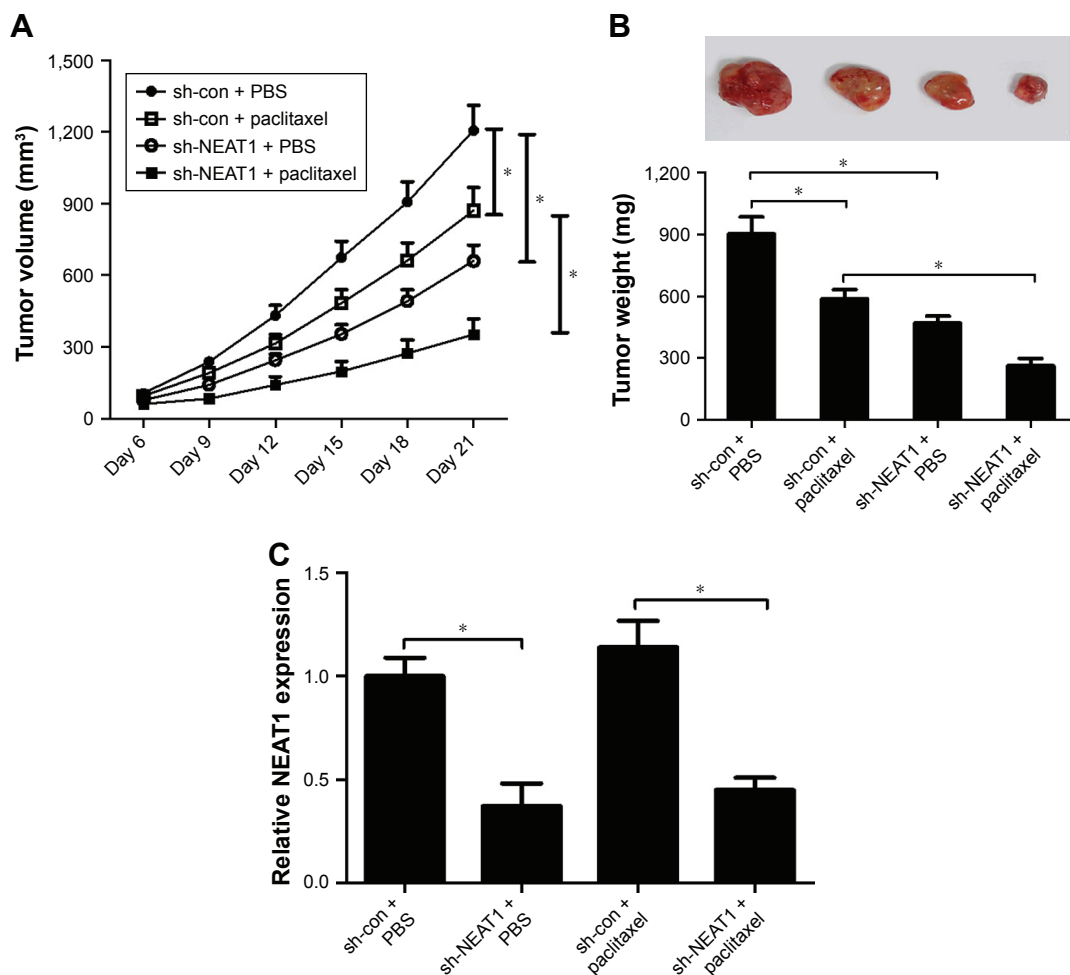 A
Tumor volume (mm³)
1,500
1,200
900
600
300
0
sh-con + PBS
sh-con + paclitaxel
sh-NEAT1 + PBS
sh-NEAT1 + paclitaxel
*
*
*
Day 6
Day 9
Day 12
Day 15
Day 18
Day 21
B
Tumor weight (mg)
1,200
900
600
300
0
*
*
*
sh-con +
PBS
sh-con +
paclitaxel
sh-NEAT1 +
PBS
sh-NEAT1 +
paclitaxel
C
Relative NEAT1 expression
1.5
1.0
0.5
0.0
*
*
sh-con +
PBS
sh-NEAT1 +
PBS
sh-con +
paclitaxel
sh-NEAT1 +
paclitaxel